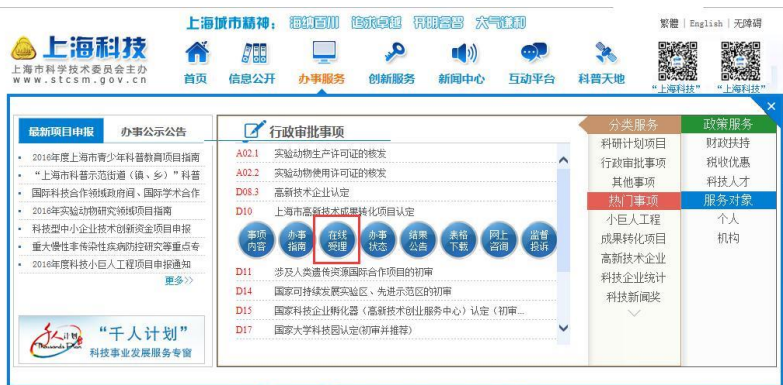 上海城市精神：海纳百川 追求卓越 开明睿智 大气谦和
繁體 | English | 无障碍
上海科技
上海市科学技术委员会主办
www.stcsm.gov.cn
首页 信息公开 办事服务 创新服务 新闻中心 互动平台 科普天地
“上海科技” “上海科技”
最新项目申报 办事公示公告
2016年度上海市青少年科普教育项目指南
“上海市科普示范街道（镇、乡）”科普
国际科技合作领域政府间、国际学术合作
2016年实验动物研究领域项目指南
科技型中小企业技术创新资金项目申报
重大慢性非传染性疾病防控研究等重点专
2016年度科技小巨人工程项目申报通知
更多>>
“千人计划”
科技事业发展服务专窗
行政审批事项
A02.1 实验动物生产许可证的核发
A02.2 实验动物使用许可证的核发
D08.3 高新技术企业认定
D10 上海市高新技术成果转化项目认定
事项内容 办事指南 在线受理 办事状态 结果公告 表格下载 网上咨询 监督投诉
D11 涉及人类遗传资源国际合作项目的初审
D14 国家可持续发展实验区、先进示范区的初审
D15 国家科技企业孵化器（高新技术创业服务中心）认定（初审...
D17 国家大学科技园认定(初审并推荐)
分类服务
科研计划项目
行政审批事项
其他事项
热门事项
小巨人工程
成果转化项目
高新技术企业
科技企业统计
科技新闻奖
政策服务
财政扶持
税收优惠
科技人才
服务对象
个人
机构